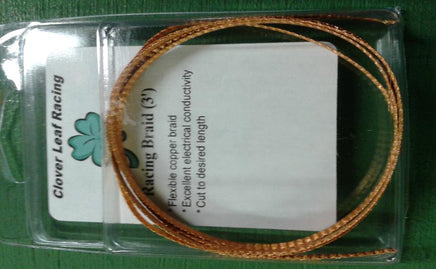 Clover Leaf Racing
Racing Braid (3')
* Flexible copper braid
* Excellent electrical conductivity
* Cut to desired length